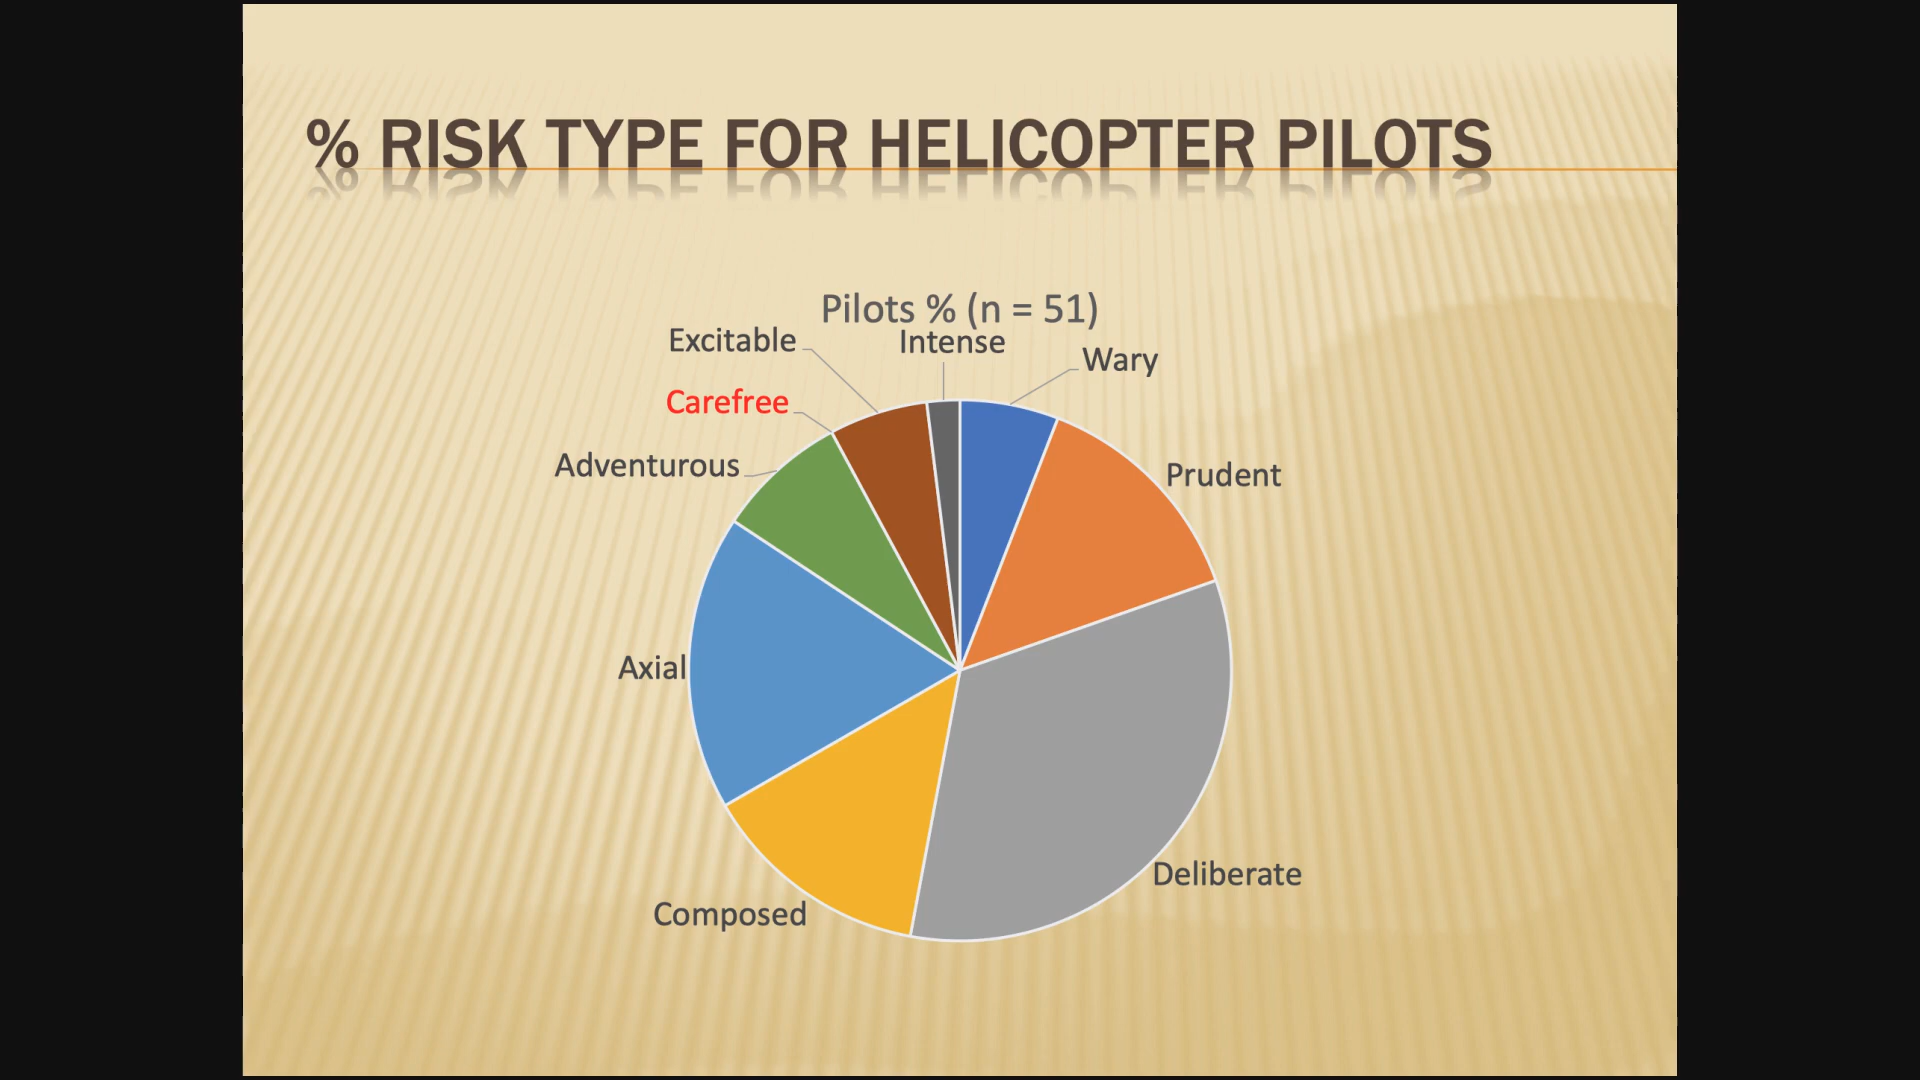 % RISK TYPE FOR HELICOPTER PILOTS
Pilots % (n = 51)
Excitable
Intense
Wary
Carefree
Adventurous
Prudent
Axial
Deliberate
Composed